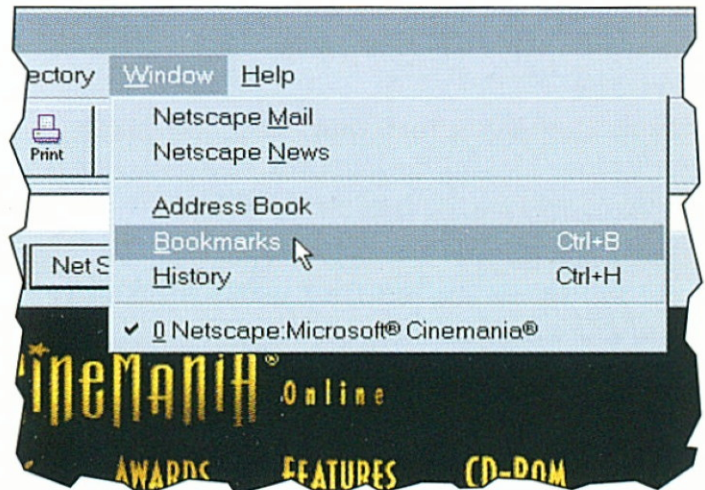 ectory Window Help
Print
Netscape Mail
Netscape News
Address Book
Bookmarks Ctrl+B
Net S
History Ctrl+H
✔ 0 Netscape:Microsoft® Cinemania®
ineManiA® Online
AWARDS FEATURES CD-ROM